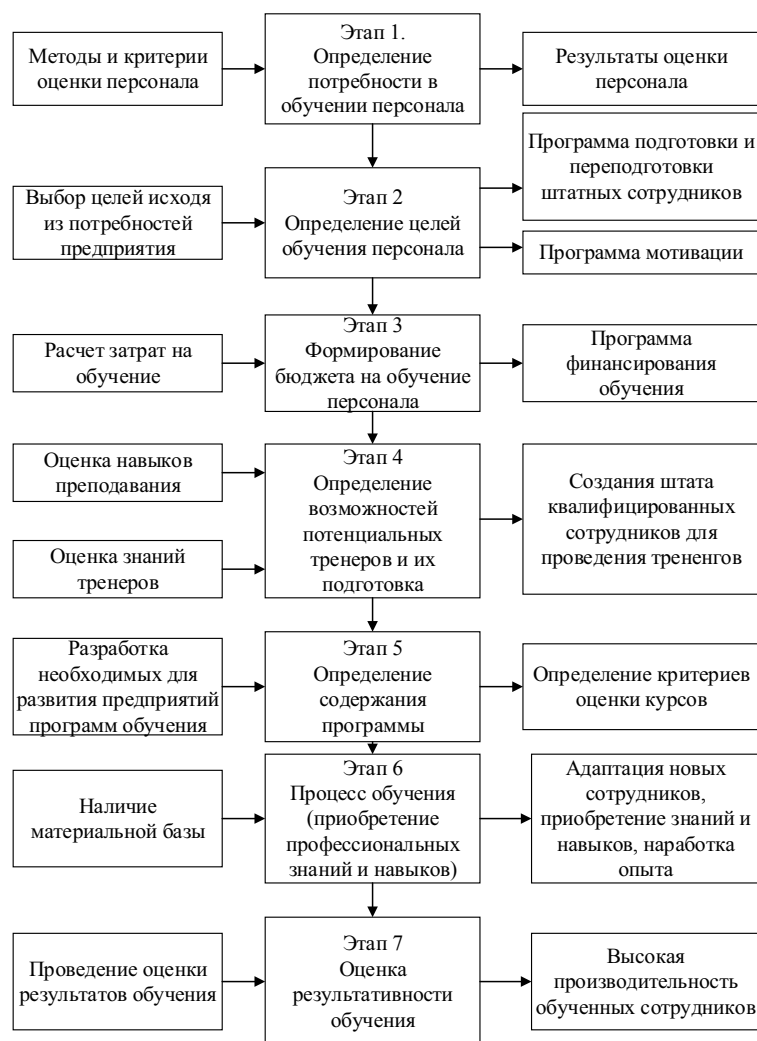 Методы и критерии
оценки персонала
Этап 1.
Определение
потребности в
обучении персонала
Результаты оценки
персонала
Выбор целей исходя
из потребностей
предприятия
Этап 2
Определение целей
обучения персонала
Программа подготовки и
переподготовки
штатных сотрудников
Программа мотивации
Расчет затрат на
обучение
Этап 3
Формирование
бюджета на обучение
персонала
Программа
финансирования
обучения
Оценка навыков
преподавания
Оценка знаний
тренеров
Этап 4
Определение
возможностей
потенциальных
тренеров и их
подготовка
Создания штата
квалифицированных
сотрудников для
проведения трененгов
Разработка
необходимых для
развития предприятий
программ обучения
Этап 5
Определение
содержания
программы
Определение критериев
оценки курсов
Наличие
материальной базы
Этап 6
Процесс обучения
(приобретение
профессиональных
знаний и навыков)
Адаптация новых
сотрудников,
приобретение знаний и
навыков, наработка
опыта
Проведение оценки
результатов обучения
Этап 7
Оценка
результативности
обучения
Высокая
производительность
обученных сотрудников